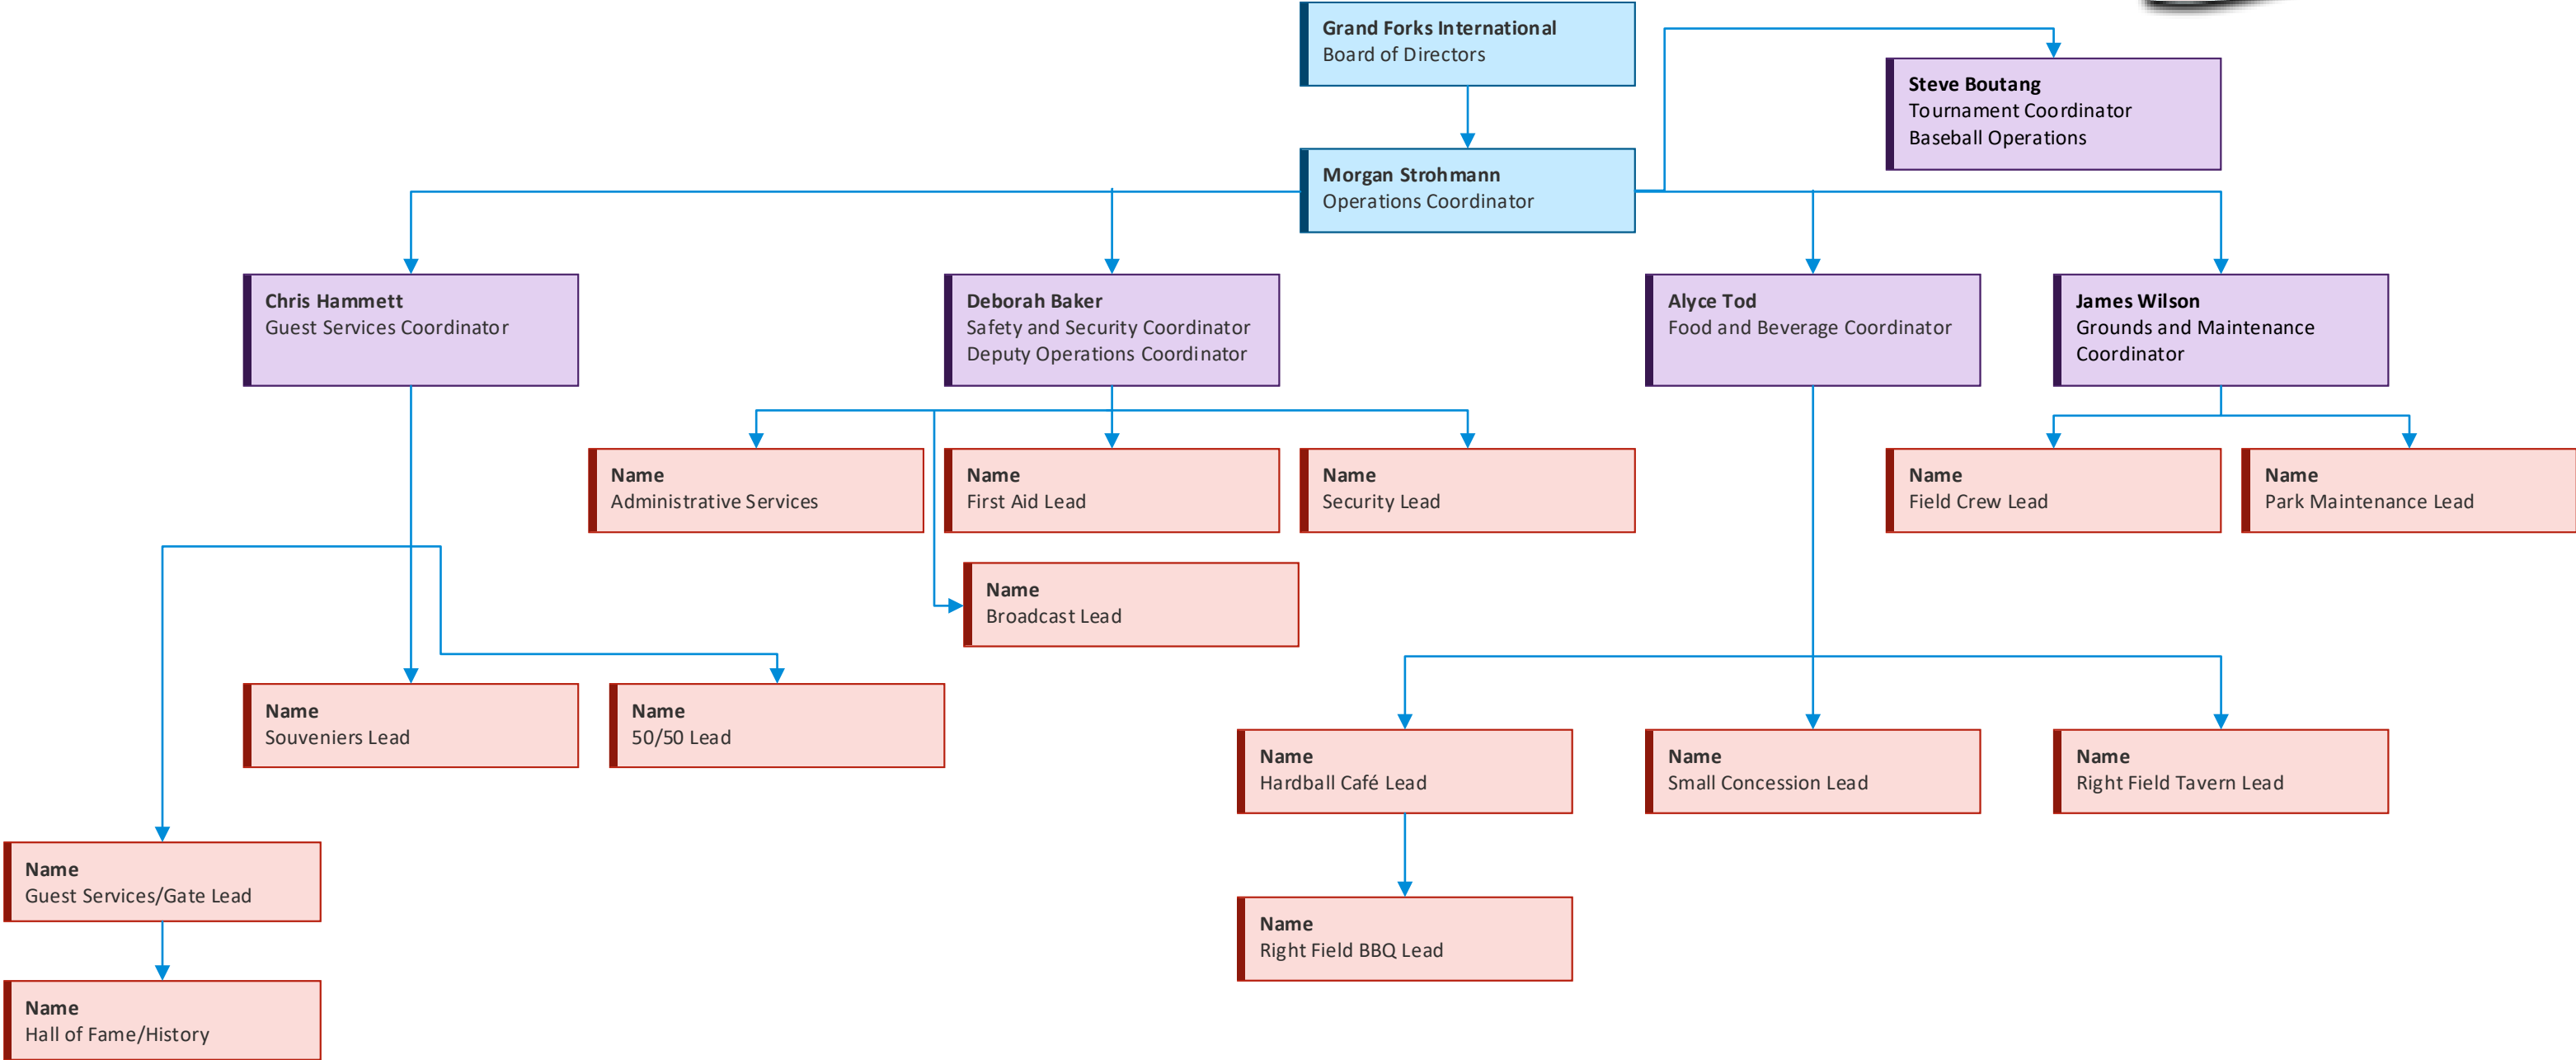 Grand Forks International
Board of Directors
Steve Boutang
Tournament Coordinator
Baseball Operations
Morgan Strohmann
Operations Coordinator
Chris Hammett
Guest Services Coordinator
Deborah Baker
Safety and Security Coordinator
Deputy Operations Coordinator
Alyce Tod
Food and Beverage Coordinator
James Wilson
Grounds and Maintenance
Coordinator
Name
Administrative Services
Name
First Aid Lead
Name
Security Lead
Name
Field Crew Lead
Name
Park Maintenance Lead
Name
Broadcast Lead
Name
Souveniers Lead
Name
50/50 Lead
Name
Hardball Café Lead
Name
Small Concession Lead
Name
Right Field Tavern Lead
Name
Guest Services/Gate Lead
Name
Right Field BBQ Lead
Name
Hall of Fame/History